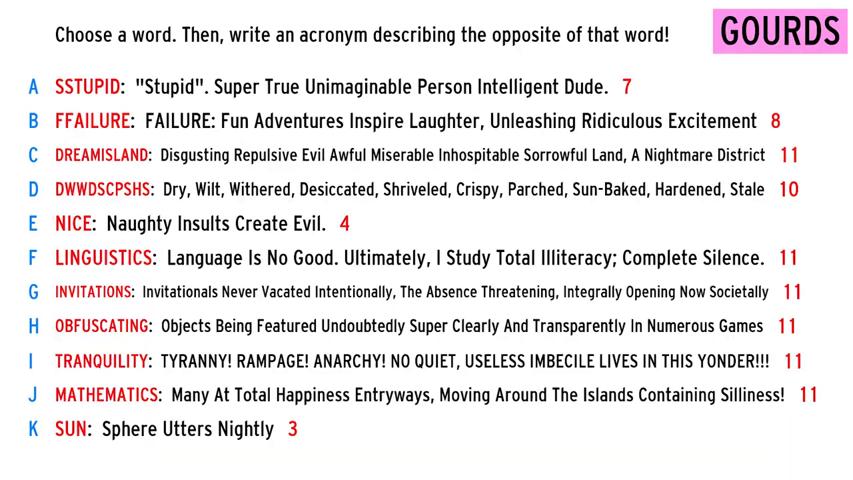 Choose a word. Then, write an acronym describing the opposite of that word!
GOURDS
A SSTUPID: "Stupid". Super True Unimaginable Person Intelligent Dude. 7
B FFAILURE: FAILURE: Fun Adventures Inspire Laughter, Unleashing Ridiculous Excitement 8
C DREAMISLAND: Disgusting Repulsive Evil Awful Miserable Inhospitable Sorrowful Land, A Nightmare District 11
D DWWDSCPSHS: Dry, Wilt, Withered, Desiccated, Shriveled, Crispy, Parched, Sun-Baked, Hardened, Stale 10
E NICE: Naughty Insults Create Evil. 4
F LINGUISTICS: Language Is No Good. Ultimately, I Study Total Illiteracy; Complete Silence. 11
G INVITATIONS: Invitationals Never Vacated Intentionally, The Absence Threatening, Integrally Opening Now Societally 11
H OBFUSCATING: Objects Being Featured Undoubtedly Super Clearly And Transparently In Numerous Games 11
I TRANQUILITY: TYRANNY! RAMPAGE! ANARCHY! NO QUIET, USELESS IMBECILE LIVES IN THIS YONDER!!! 11
J MATHEMATICS: Many At Total Happiness Entryways, Moving Around The Islands Containing Silliness! 11
K SUN: Sphere Utters Nightly 3